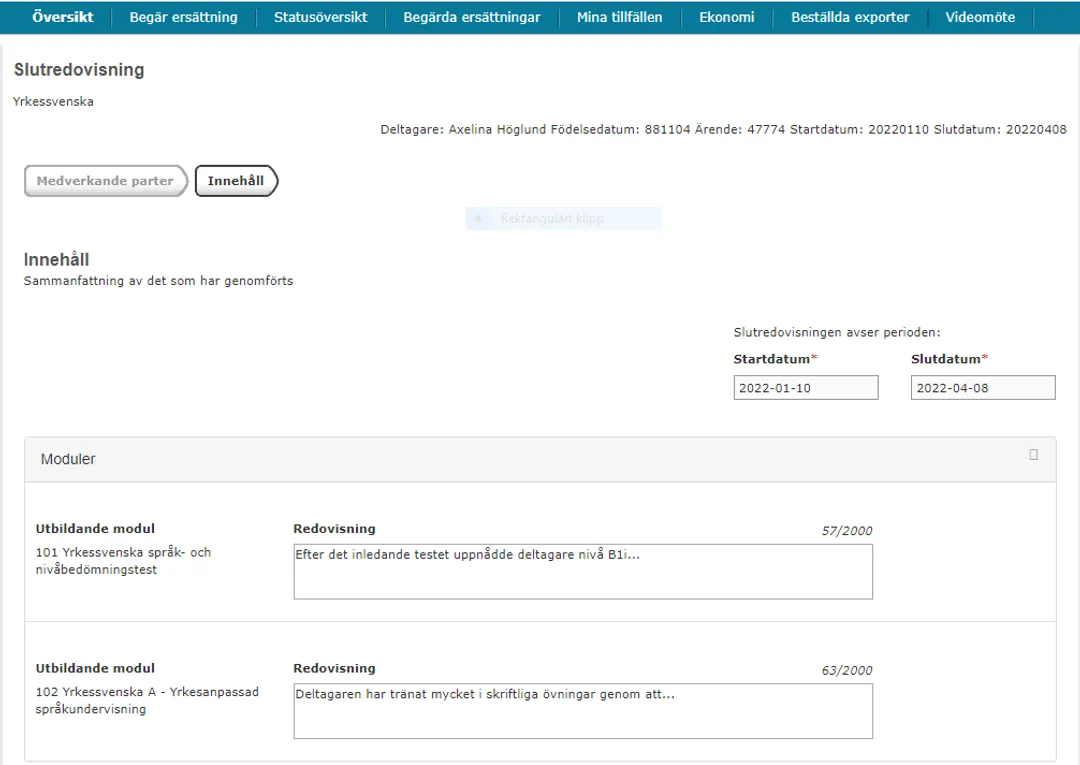 Översikt Begär ersättning Statusöversikt Begärda ersättningar Mina tillfällen Ekonomi Beställda exporter Videomöte
Slutredovisning
Yrkessvenska
Deltagare: Axelina Höglund Födelsedatum: 881104 Ärende: 47774 Startdatum: 20220110 Slutdatum: 20220408
Medverkande parter Innehåll
Rektangulärt klipp
Innehåll
Sammanfattning av det som har genomförts
Slutredovisningen avser perioden:
Startdatum* Slutdatum*
2022-01-10 2022-04-08
Moduler
Utbildande modul Redovisning 57/2000
101 Yrkessvenska språk- och
nivåbedömningstest
Efter det inledande testet uppnådde deltagare nivå B1i...
Utbildande modul Redovisning 63/2000
102 Yrkessvenska A - Yrkesanpassad
språkundervisning
Deltagaren har tränat mycket i skriftliga övningar genom att...